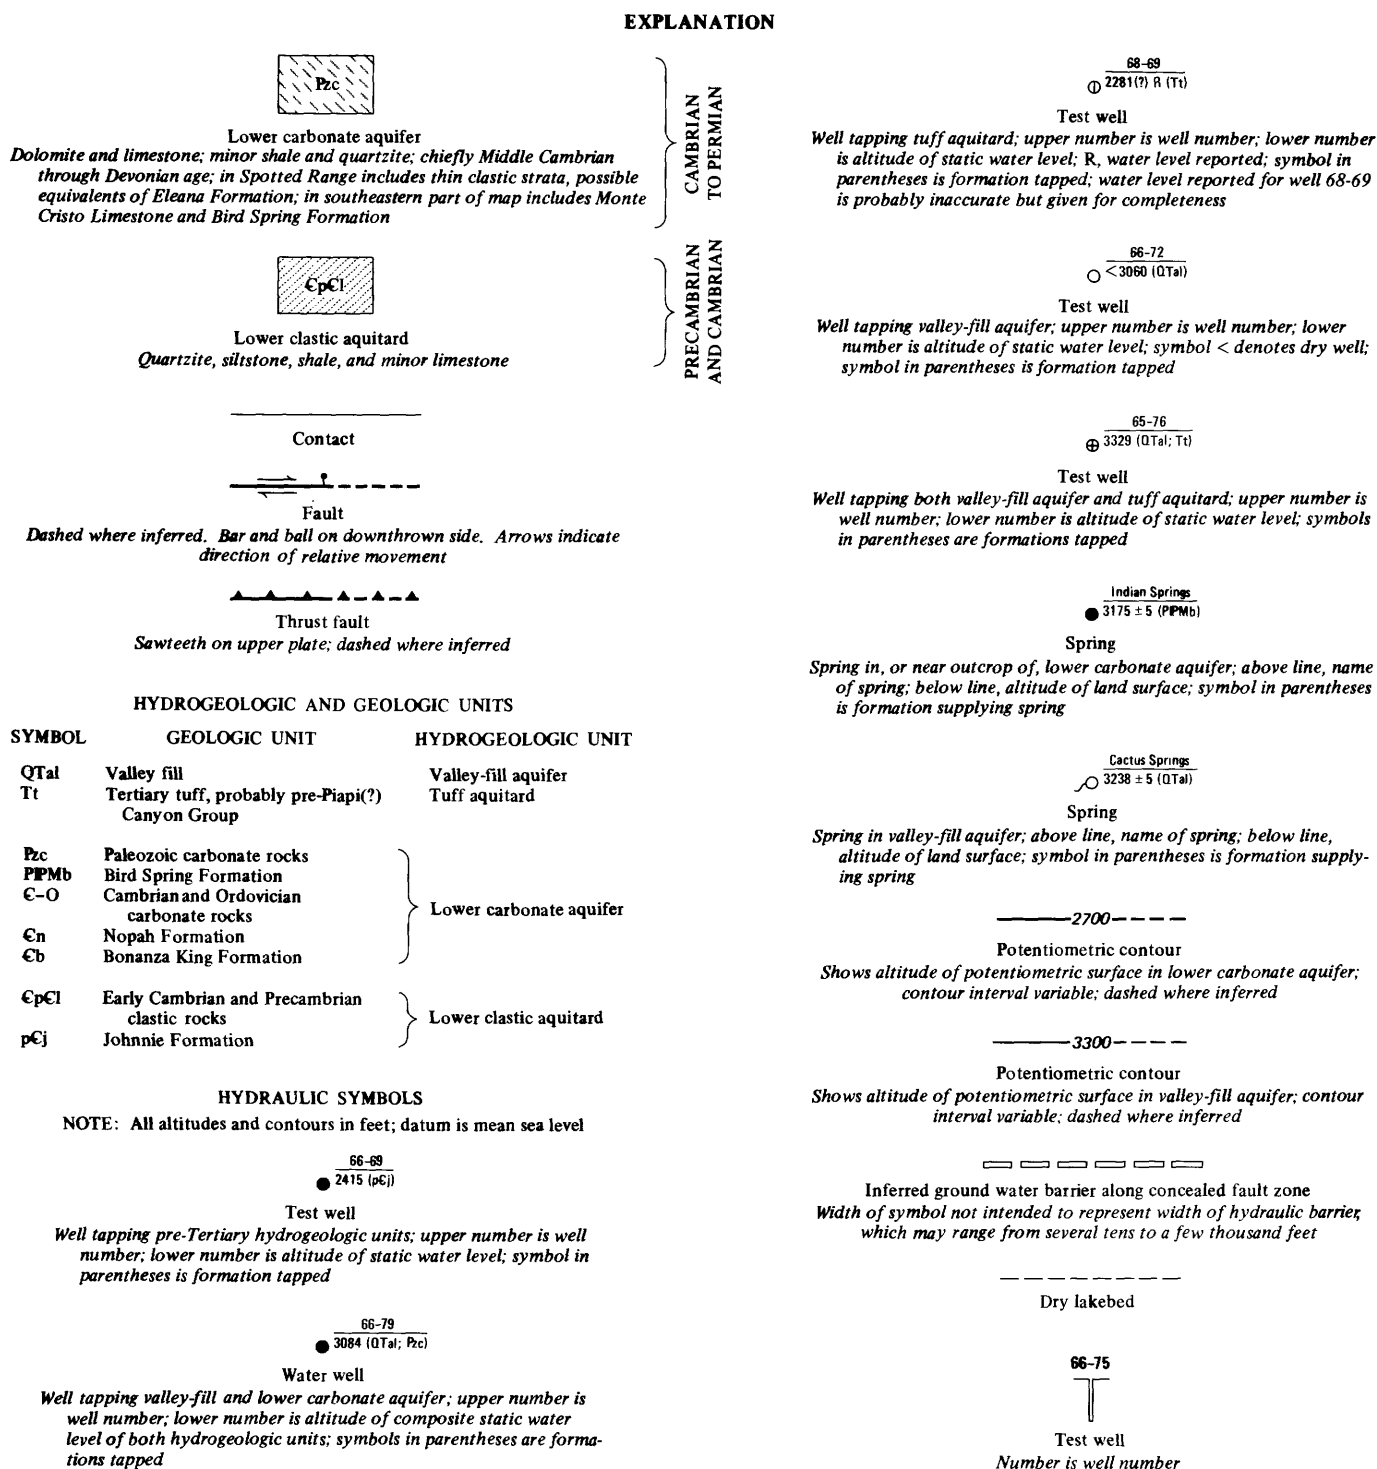 EXPLANATION
Pzc
Lower carbonate aquifer
Dolomite and limestone; minor shale and quartzite; chiefly Middle Cambrian
through Devonian age; in Spotted Range includes thin clastic strata, possible
equivalents of Eleana Formation; in southeastern part of map includes Monte
Cristo Limestone and Bird Spring Formation
CAMBRIAN
TO PERMIAN
ЄpЄl
Lower clastic aquitard
Quartzite, siltstone, shale, and minor limestone
PRECAMBRIAN
AND CAMBRIAN
Contact
Fault
Dashed where inferred. Bar and ball on downthrown side. Arrows indicate
direction of relative movement
Thrust fault
Sawteeth on upper plate; dashed where inferred
HYDROGEOLOGIC AND GEOLOGIC UNITS
SYMBOL GEOLOGIC UNIT HYDROGEOLOGIC UNIT
QTal Valley fill Valley-fill aquifer
Tt Tertiary tuff, probably pre-Piapi(?) Tuff aquitard
Canyon Group
Pzc Paleozoic carbonate rocks
PIPMb Bird Spring Formation
Є-O Cambrian and Ordovician
carbonate rocks
Lower carbonate aquifer
Єn Nopah Formation
Єb Bonanza King Formation
ЄpЄl Early Cambrian and Precambrian
clastic rocks
Lower clastic aquitard
pЄj Johnnie Formation
HYDRAULIC SYMBOLS
NOTE: All altitudes and contours in feet; datum is mean sea level
66-69
2415 (pЄj)
Test well
Well tapping pre-Tertiary hydrogeologic units; upper number is well
number; lower number is altitude of static water level; symbol in
parentheses is formation tapped
66-79
3084 (QTal; Pzc)
Water well
Well tapping valley-fill and lower carbonate aquifer; upper number is
well number; lower number is altitude of composite static water
level of both hydrogeologic units; symbols in parentheses are forma-
tions tapped
68-69
2281(?) R (Tt)
Test well
Well tapping tuff aquitard; upper number is well number; lower number
is altitude of static water level; R, water level reported; symbol in
parentheses is formation tapped; water level reported for well 68-69
is probably inaccurate but given for completeness
66-72
<3060 (QTal)
Test well
Well tapping valley-fill aquifer; upper number is well number; lower
number is altitude of static water level; symbol < denotes dry well;
symbol in parentheses is formation tapped
65-76
3329 (QTal; Tt)
Test well
Well tapping both valley-fill aquifer and tuff aquitard; upper number is
well number; lower number is altitude of static water level; symbols
in parentheses are formations tapped
Indian Springs
3175 ± 5 (PIPMb)
Spring
Spring in, or near outcrop of, lower carbonate aquifer; above line, name
of spring; below line, altitude of land surface; symbol in parentheses
is formation supplying spring
Cactus Springs
3238 ± 5 (QTal)
Spring
Spring in valley-fill aquifer; above line, name of spring; below line,
altitude of land surface; symbol in parentheses is formation supply-
ing spring
2700
Potentiometric contour
Shows altitude of potentiometric surface in lower carbonate aquifer;
contour interval variable; dashed where inferred
3300
Potentiometric contour
Shows altitude of potentiometric surface in valley-fill aquifer; contour
interval variable; dashed where inferred
Inferred ground water barrier along concealed fault zone
Width of symbol not intended to represent width of hydraulic barrier,
which may range from several tens to a few thousand feet
Dry lakebed
66-75
Test well
Number is well number